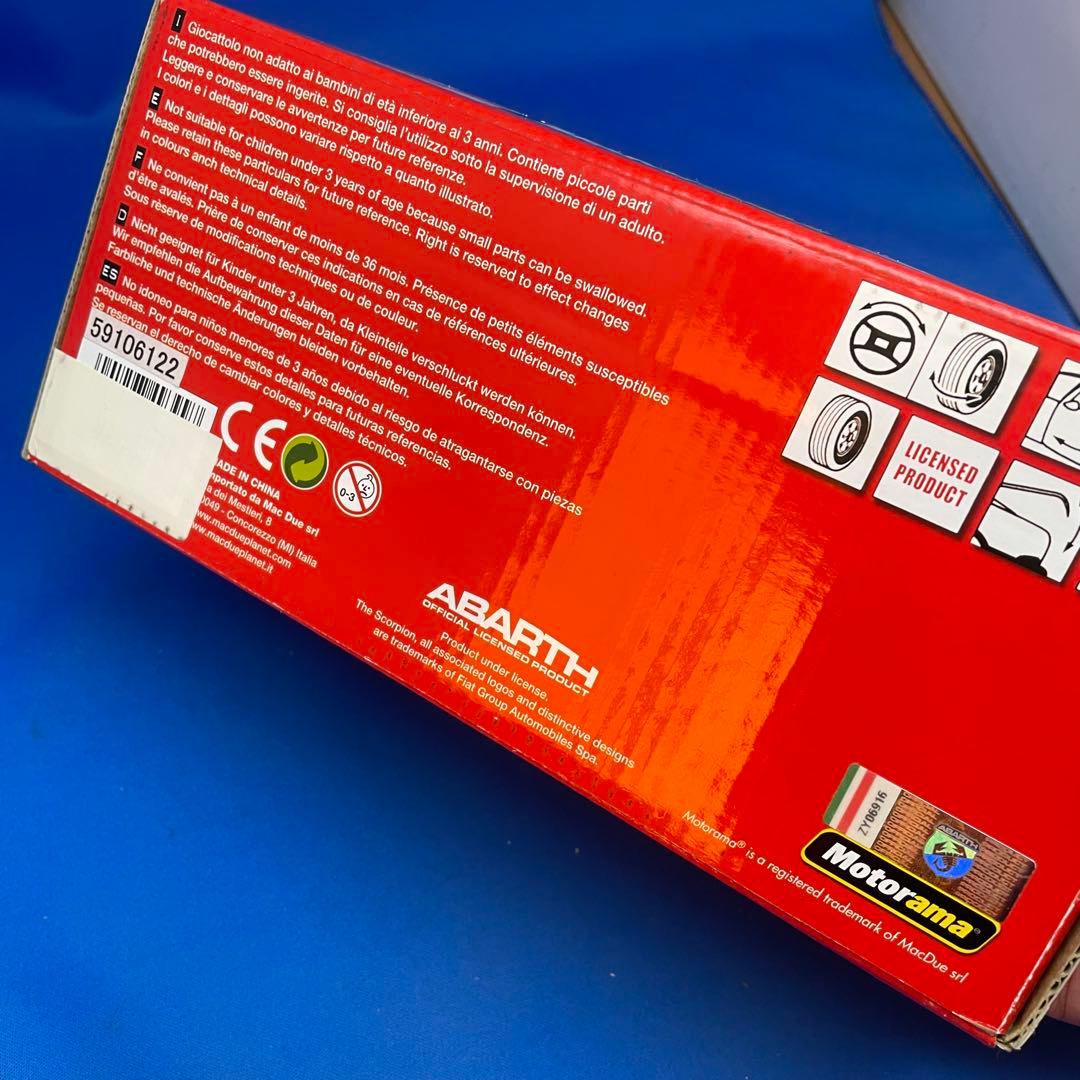 I Giocattolo non adatto ai bambini di età inferiore ai 3 anni. Contiene piccole parti
che potrebbero essere ingerite. Si consiglia l'utilizzo sotto la supervisione di un adulto.
Leggere e conservare le avvertenze per future referenze.
I colori e i dettagli possono variare rispetto a quanto illustrato.
E Not suitable for children under 3 years of age because small parts can be swallowed.
Please retain these particulars for future reference. Right is reserved to effect changes
in colours anch technical details.
F Ne convient pas à un enfant de moins de 36 mois. Présence de petits éléments susceptibles
d'être avalés. Prière de conserver ces indications en cas de références ultérieures.
Sous rèserve de modifications techniques ou de couleur.
D Nicht geeignet für Kinder unter 3 Jahren, da Kleinteile verschluckt werden können.
Wir empfehlen die Aufbewahrung dieser Daten für eine eventuelle Korrespondenz.
Farbliche und technische Änderungen bleiden vorbehalten.
ES No idoneo para niños menores de 3 años debido al riesgo de atragantarse con piezas
pequeñas. Por favor conserve estos detalles para futuras referencias.
Se reservan el derecho de cambiar colores y detalles técnicos.
59106122
CE
0-3
MADE IN CHINA
Importato da Mac Due srl
dei Mestieri, 8
Concorezzo (MI) Italia
www.macdueplanet.com
www.macdueplanet.it
LICENSED
PRODUCT
ABARTH
OFFICIAL LICENSED PRODUCT
Product under license.
The Scorpion, all associated logos and distinctive designs
are trademarks of Fiat Group Automobiles Spa.
ZY06916
ABARTH
Motorama®
Motorama® is a registered trademark of MacDue srl